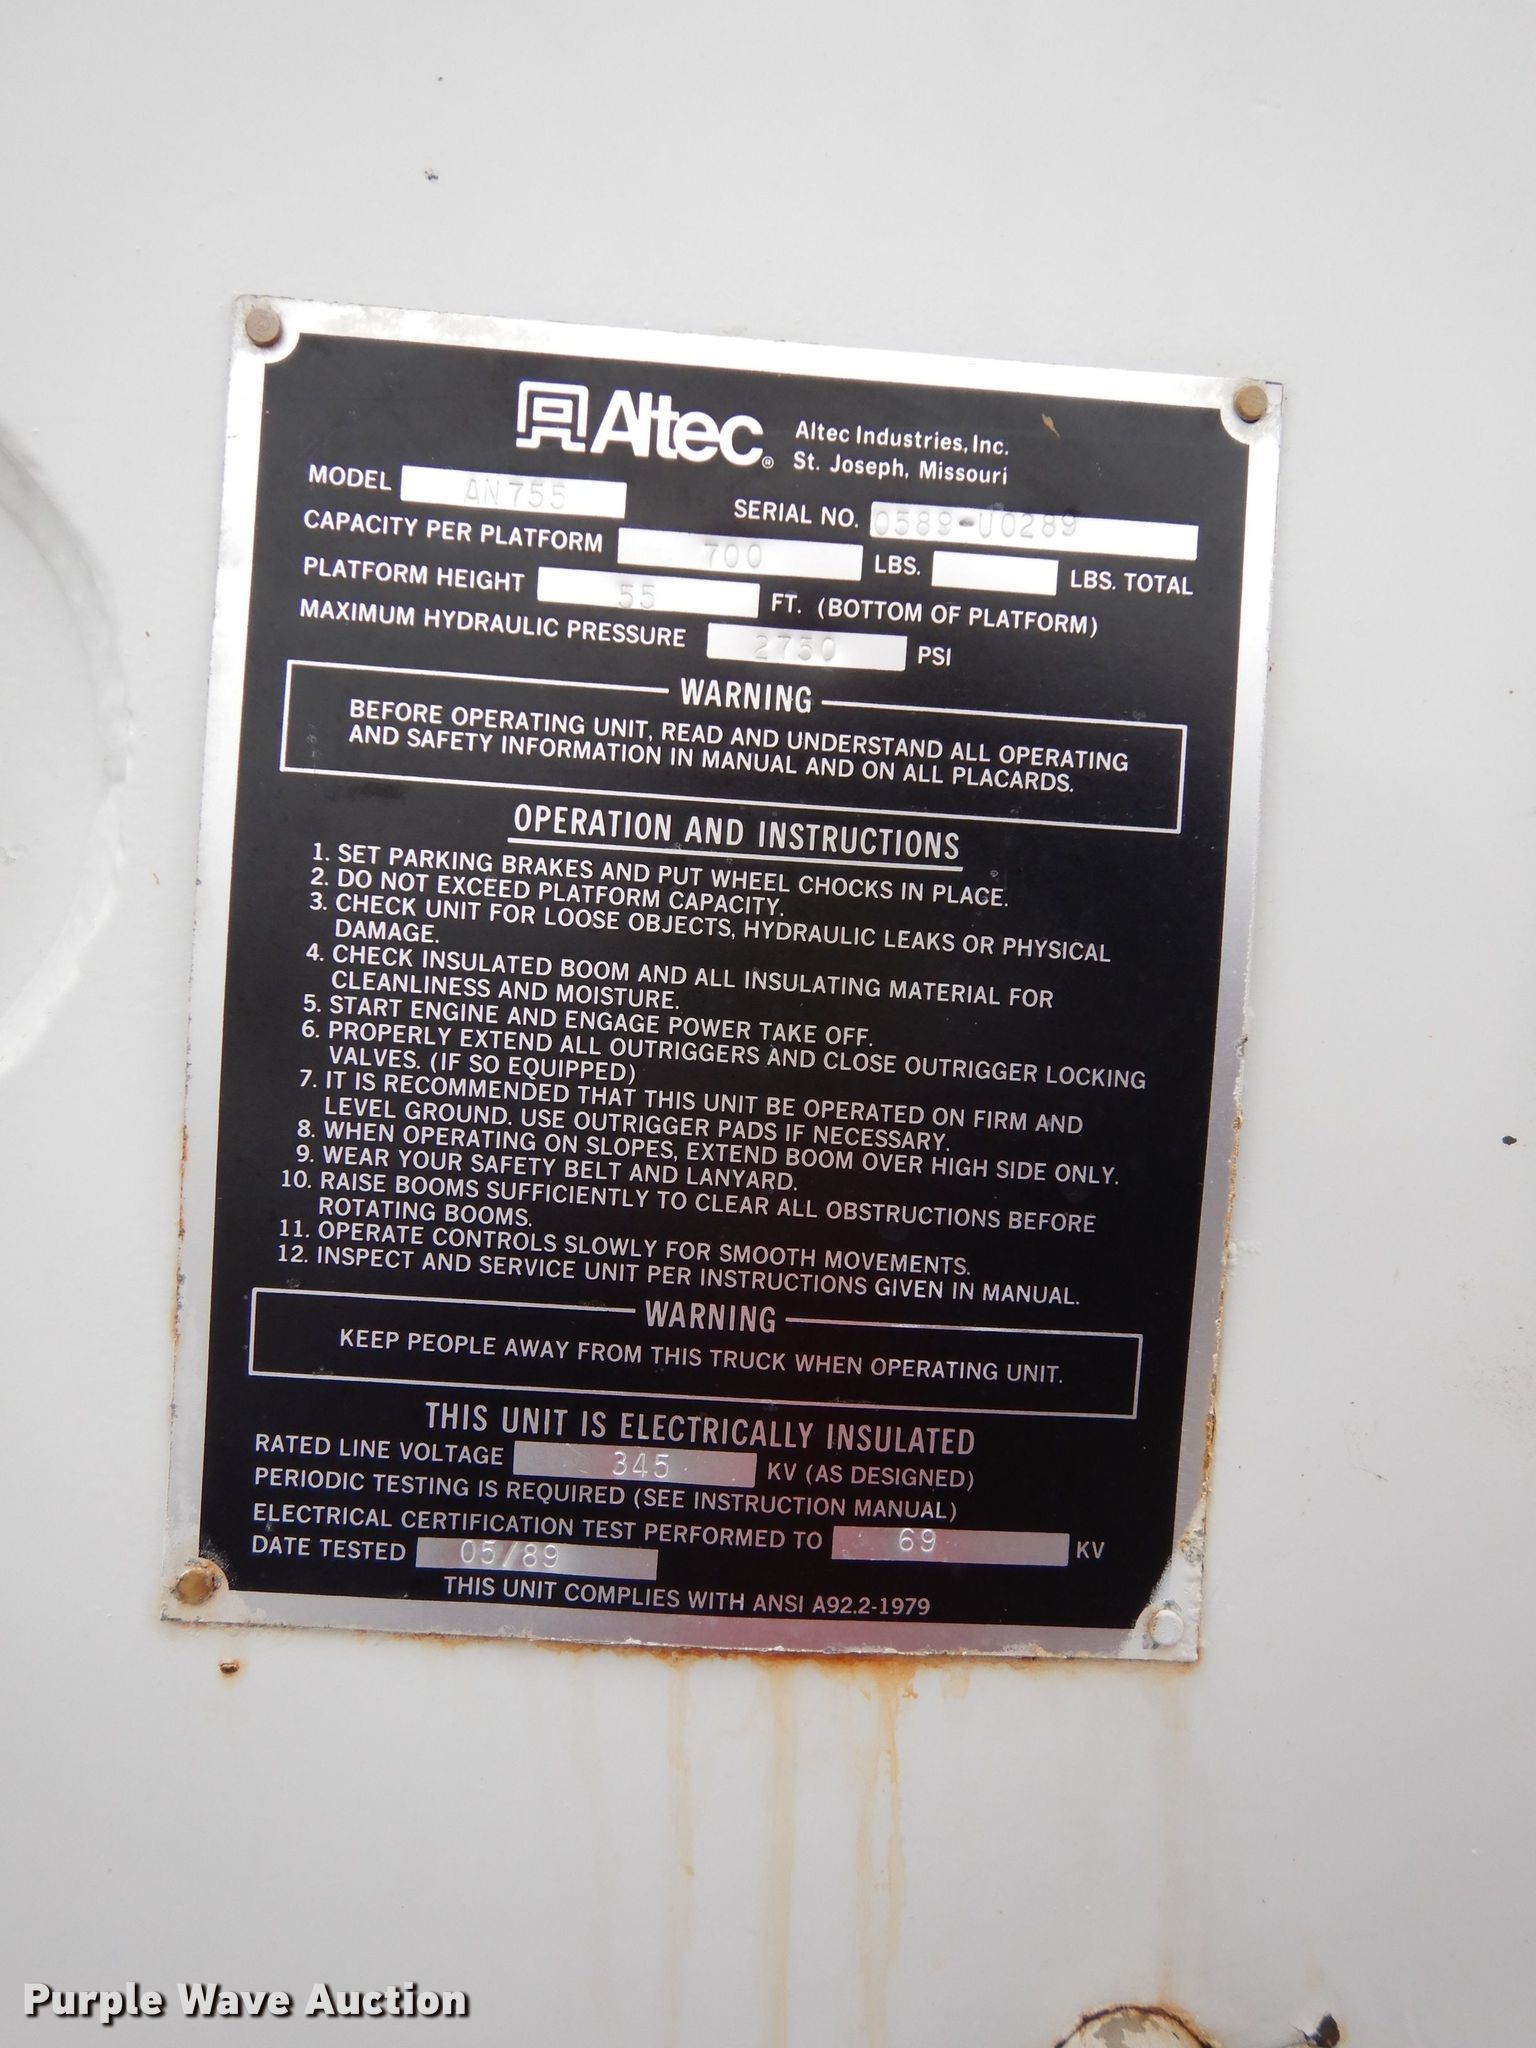 Altec®
Altec Industries, Inc.
St. Joseph, Missouri
MODEL AN755
SERIAL NO. 0589-U0289
CAPACITY PER PLATFORM 700 LBS. LBS. TOTAL
PLATFORM HEIGHT 55 FT. (BOTTOM OF PLATFORM)
MAXIMUM HYDRAULIC PRESSURE 2750 PSI
WARNING
BEFORE OPERATING UNIT, READ AND UNDERSTAND ALL OPERATING
AND SAFETY INFORMATION IN MANUAL AND ON ALL PLACARDS.
OPERATION AND INSTRUCTIONS
1. SET PARKING BRAKES AND PUT WHEEL CHOCKS IN PLACE.
2. DO NOT EXCEED PLATFORM CAPACITY.
3. CHECK UNIT FOR LOOSE OBJECTS, HYDRAULIC LEAKS OR PHYSICAL
DAMAGE.
4. CHECK INSULATED BOOM AND ALL INSULATING MATERIAL FOR
CLEANLINESS AND MOISTURE.
5. START ENGINE AND ENGAGE POWER TAKE OFF.
6. PROPERLY EXTEND ALL OUTRIGGERS AND CLOSE OUTRIGGER LOCKING
VALVES. (IF SO EQUIPPED)
7. IT IS RECOMMENDED THAT THIS UNIT BE OPERATED ON FIRM AND
LEVEL GROUND. USE OUTRIGGER PADS IF NECESSARY.
8. WHEN OPERATING ON SLOPES, EXTEND BOOM OVER HIGH SIDE ONLY.
9. WEAR YOUR SAFETY BELT AND LANYARD.
10. RAISE BOOMS SUFFICIENTLY TO CLEAR ALL OBSTRUCTIONS BEFORE
ROTATING BOOMS.
11. OPERATE CONTROLS SLOWLY FOR SMOOTH MOVEMENTS.
12. INSPECT AND SERVICE UNIT PER INSTRUCTIONS GIVEN IN MANUAL.
WARNING
KEEP PEOPLE AWAY FROM THIS TRUCK WHEN OPERATING UNIT.
THIS UNIT IS ELECTRICALLY INSULATED
RATED LINE VOLTAGE 345 KV (AS DESIGNED)
PERIODIC TESTING IS REQUIRED (SEE INSTRUCTION MANUAL)
ELECTRICAL CERTIFICATION TEST PERFORMED TO 69 KV
DATE TESTED 05/89
THIS UNIT COMPLIES WITH ANSI A92.2-1979
Purple Wave Auction